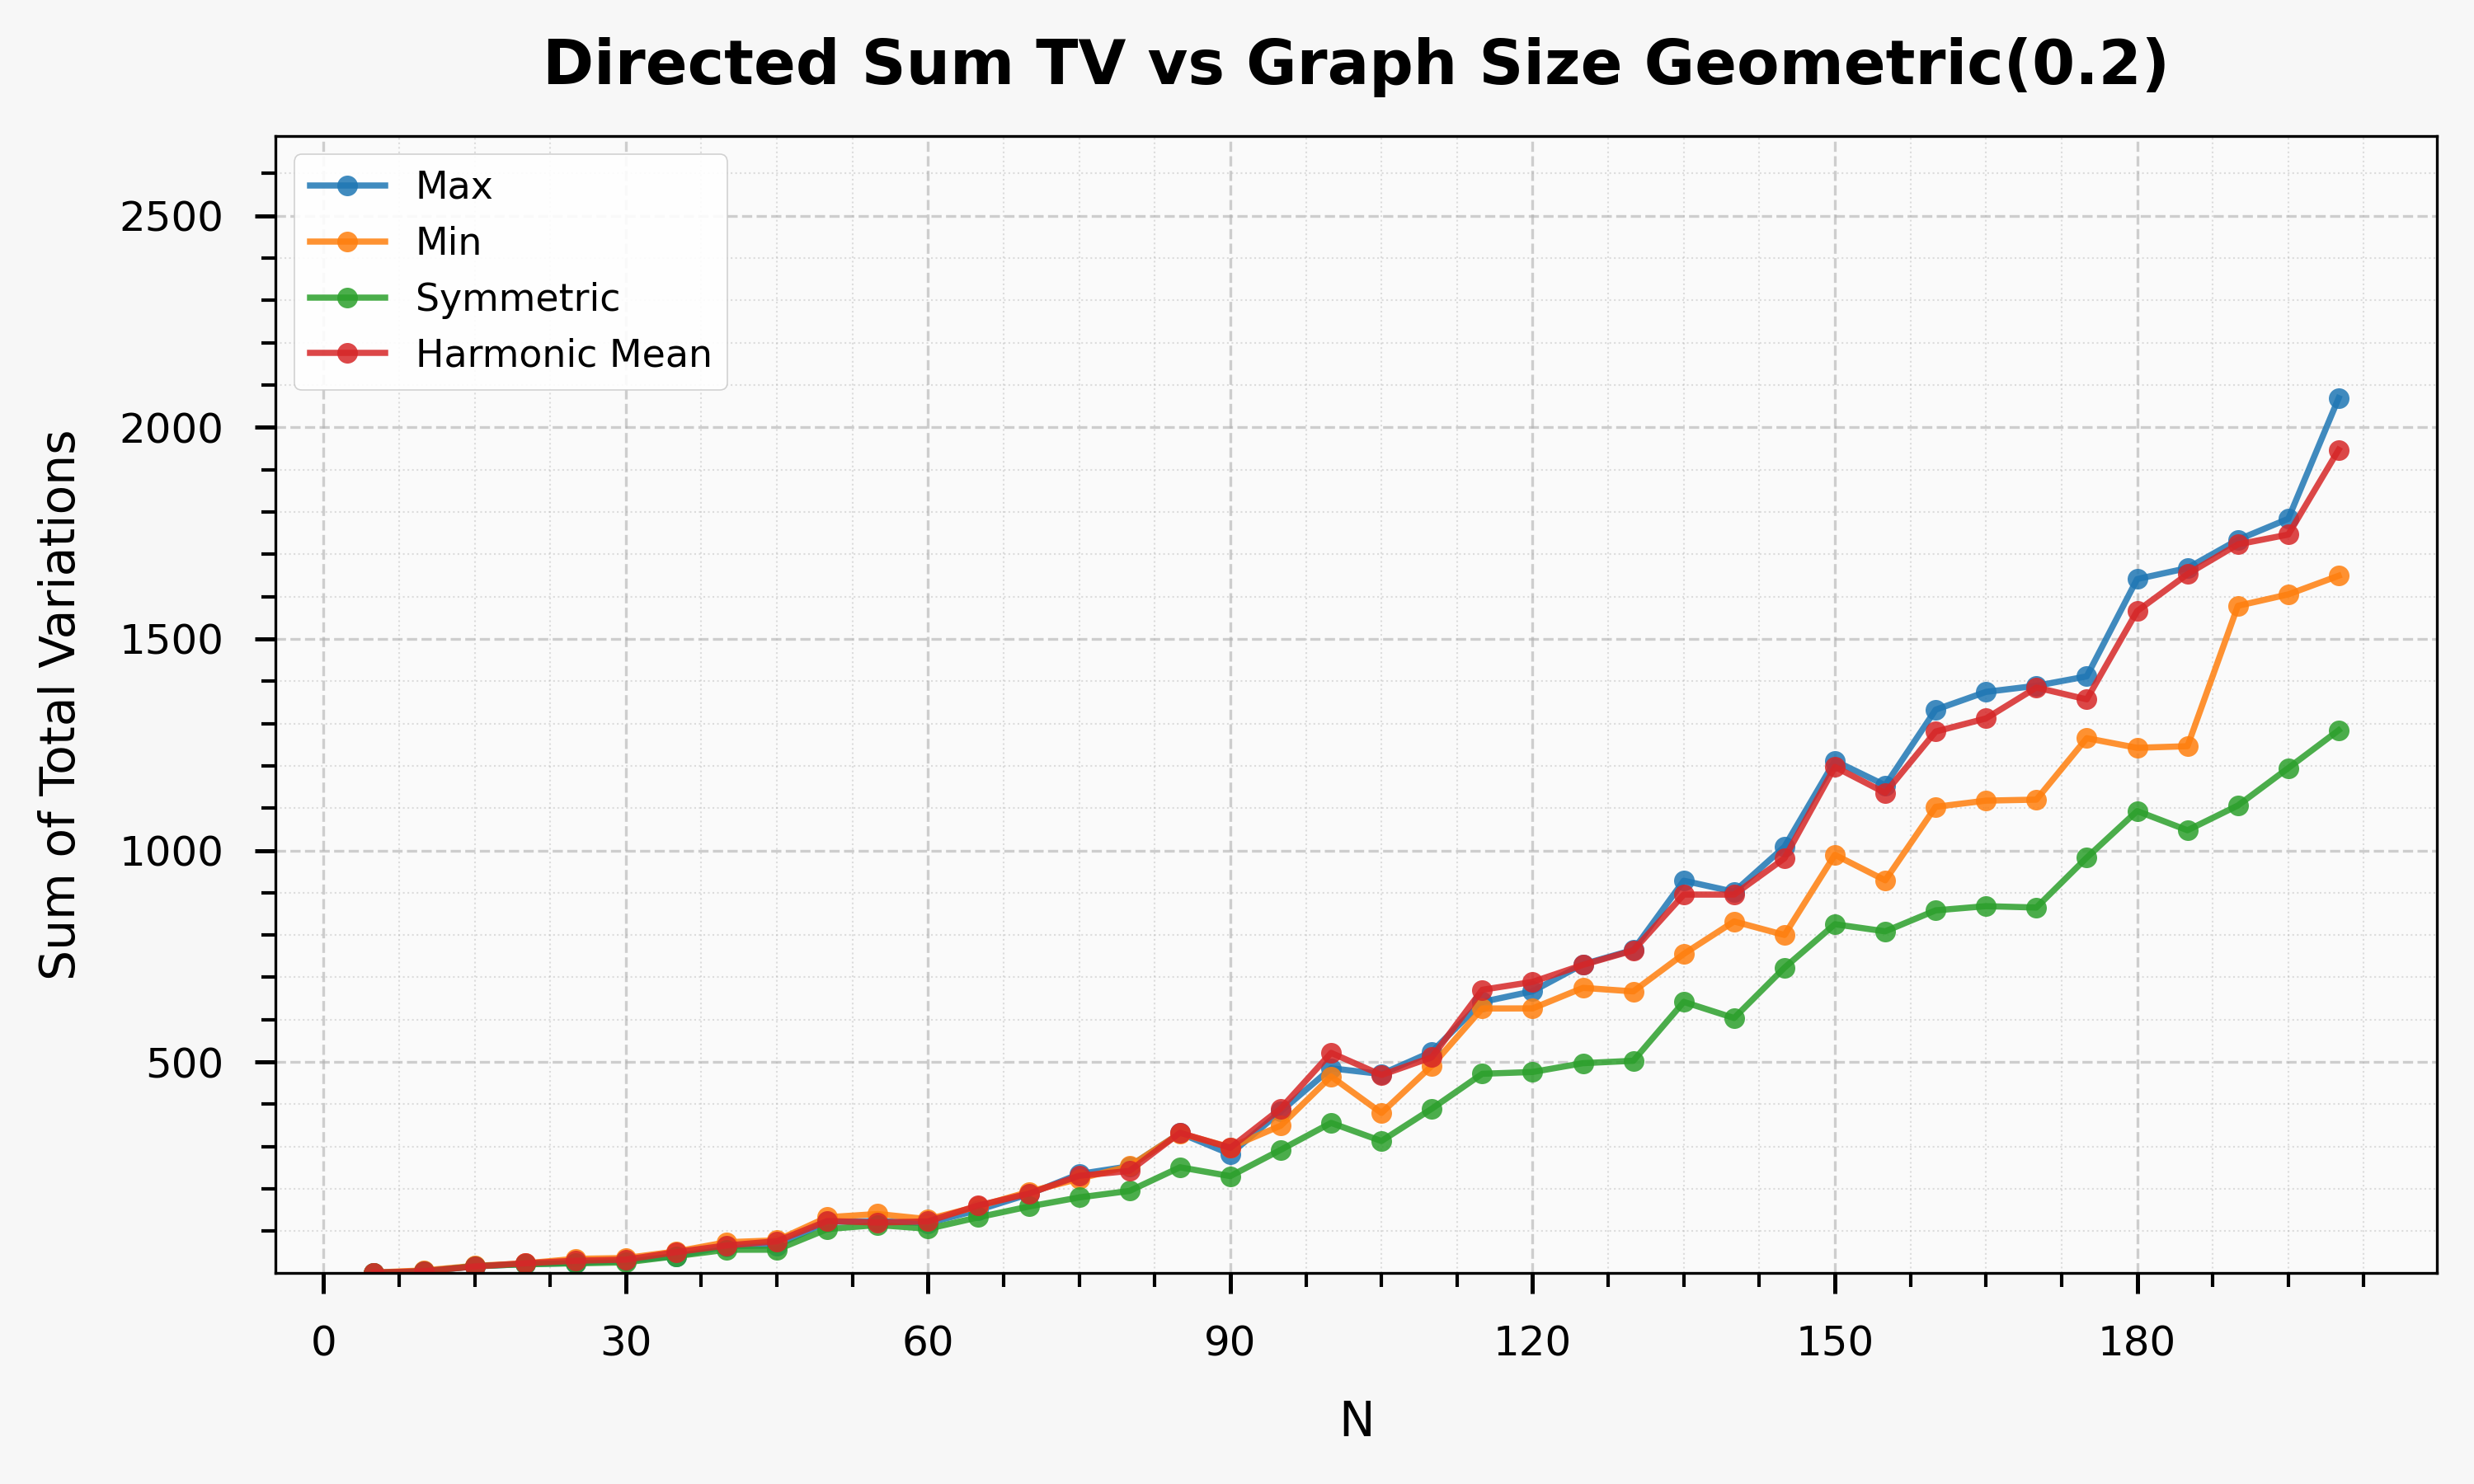 Directed Sum TV vs Graph Size Geometric(0.2)
Max
Min
Symmetric
Harmonic Mean
Sum of Total Variations
2500
2000
1500
1000
500
0 30 60 90 120 150 180
N